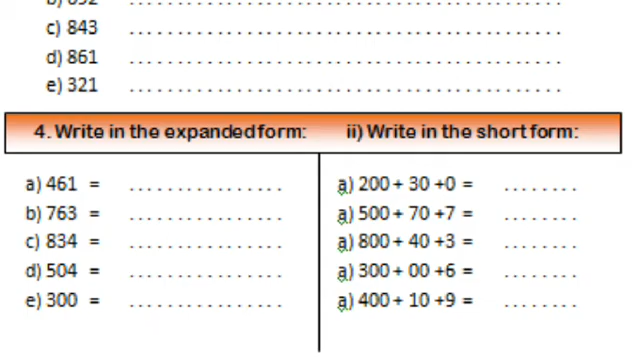 b) . . . . . . . . . . . . . . . . . . . . . . . . . . . . . . . . . . . . . . . . . . . .
c) 843 . . . . . . . . . . . . . . . . . . . . . . . . . . . . . . . . . . . . . . . . . . . .
d) 861 . . . . . . . . . . . . . . . . . . . . . . . . . . . . . . . . . . . . . . . . . . . .
e) 321 . . . . . . . . . . . . . . . . . . . . . . . . . . . . . . . . . . . . . . . . . . . .
4. Write in the expanded form: ii) Write in the short form:
a) 461 = . . . . . . . . . . . . . . . .
b) 763 = . . . . . . . . . . . . . . . .
c) 834 = . . . . . . . . . . . . . . . .
d) 504 = . . . . . . . . . . . . . . . .
e) 300 = . . . . . . . . . . . . . . . .
a) 200 + 30 +0 = . . . . . . . .
a) 500 + 70 +7 = . . . . . . . .
a) 800 + 40 +3 = . . . . . . . .
a) 300 + 00 +6 = . . . . . . . .
a) 400 + 10 +9 = . . . . . . . .